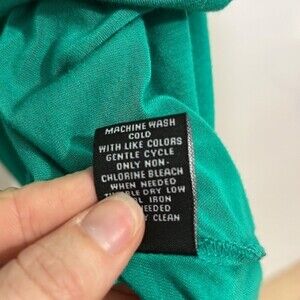 MACHINE WASH
COLD
WITH LIKE COLORS
GENTLE CYCLE
ONLY NON-
CHLORINE BLEACH
WHEN NEEDED
DRY LOW
IRON
NEEDED
CLEAN